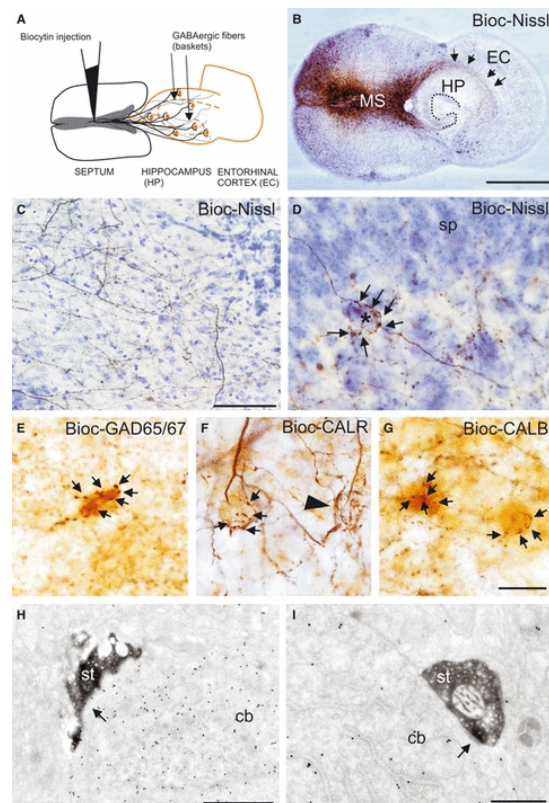 A
Biocytin injection
GABAergic fibers
(baskets)
SEPTUM
HIPPOCAMPUS
(HP)
ENTORHINAL
CORTEX (EC)
B
Bioc-Nissl
EC
HP
MS
C
Bioc-Nissl
D
Bioc-Nissl
sp
*
E
Bioc-GAD65/67
F
Bioc-CALR
G
Bioc-CALB
H
st
cb
I
st
cb